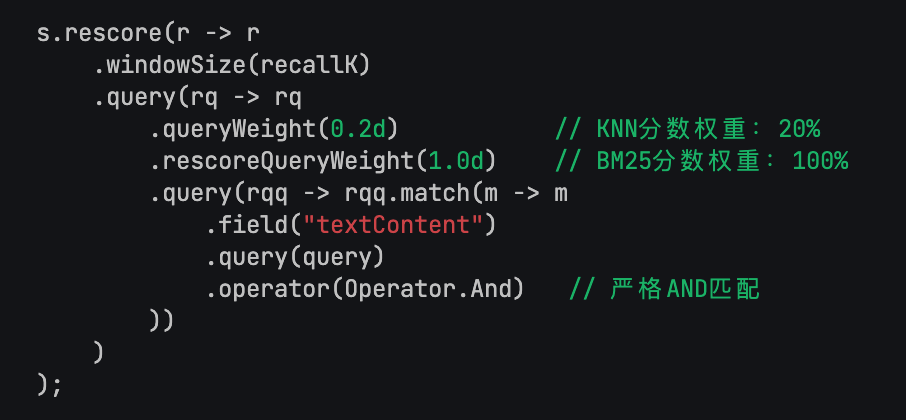 s.rescore(r -> r
    .windowSize(recallK)
    .query(rq -> rq
        .queryWeight(0.2d)           // KNN分数权重：20%
        .rescoreQueryWeight(1.0d)    // BM25分数权重：100%
        .query(rqq -> rqq.match(m -> m
            .field("textContent")
            .query(query)
            .operator(Operator.And)   // 严格AND匹配
        ))
    )
);